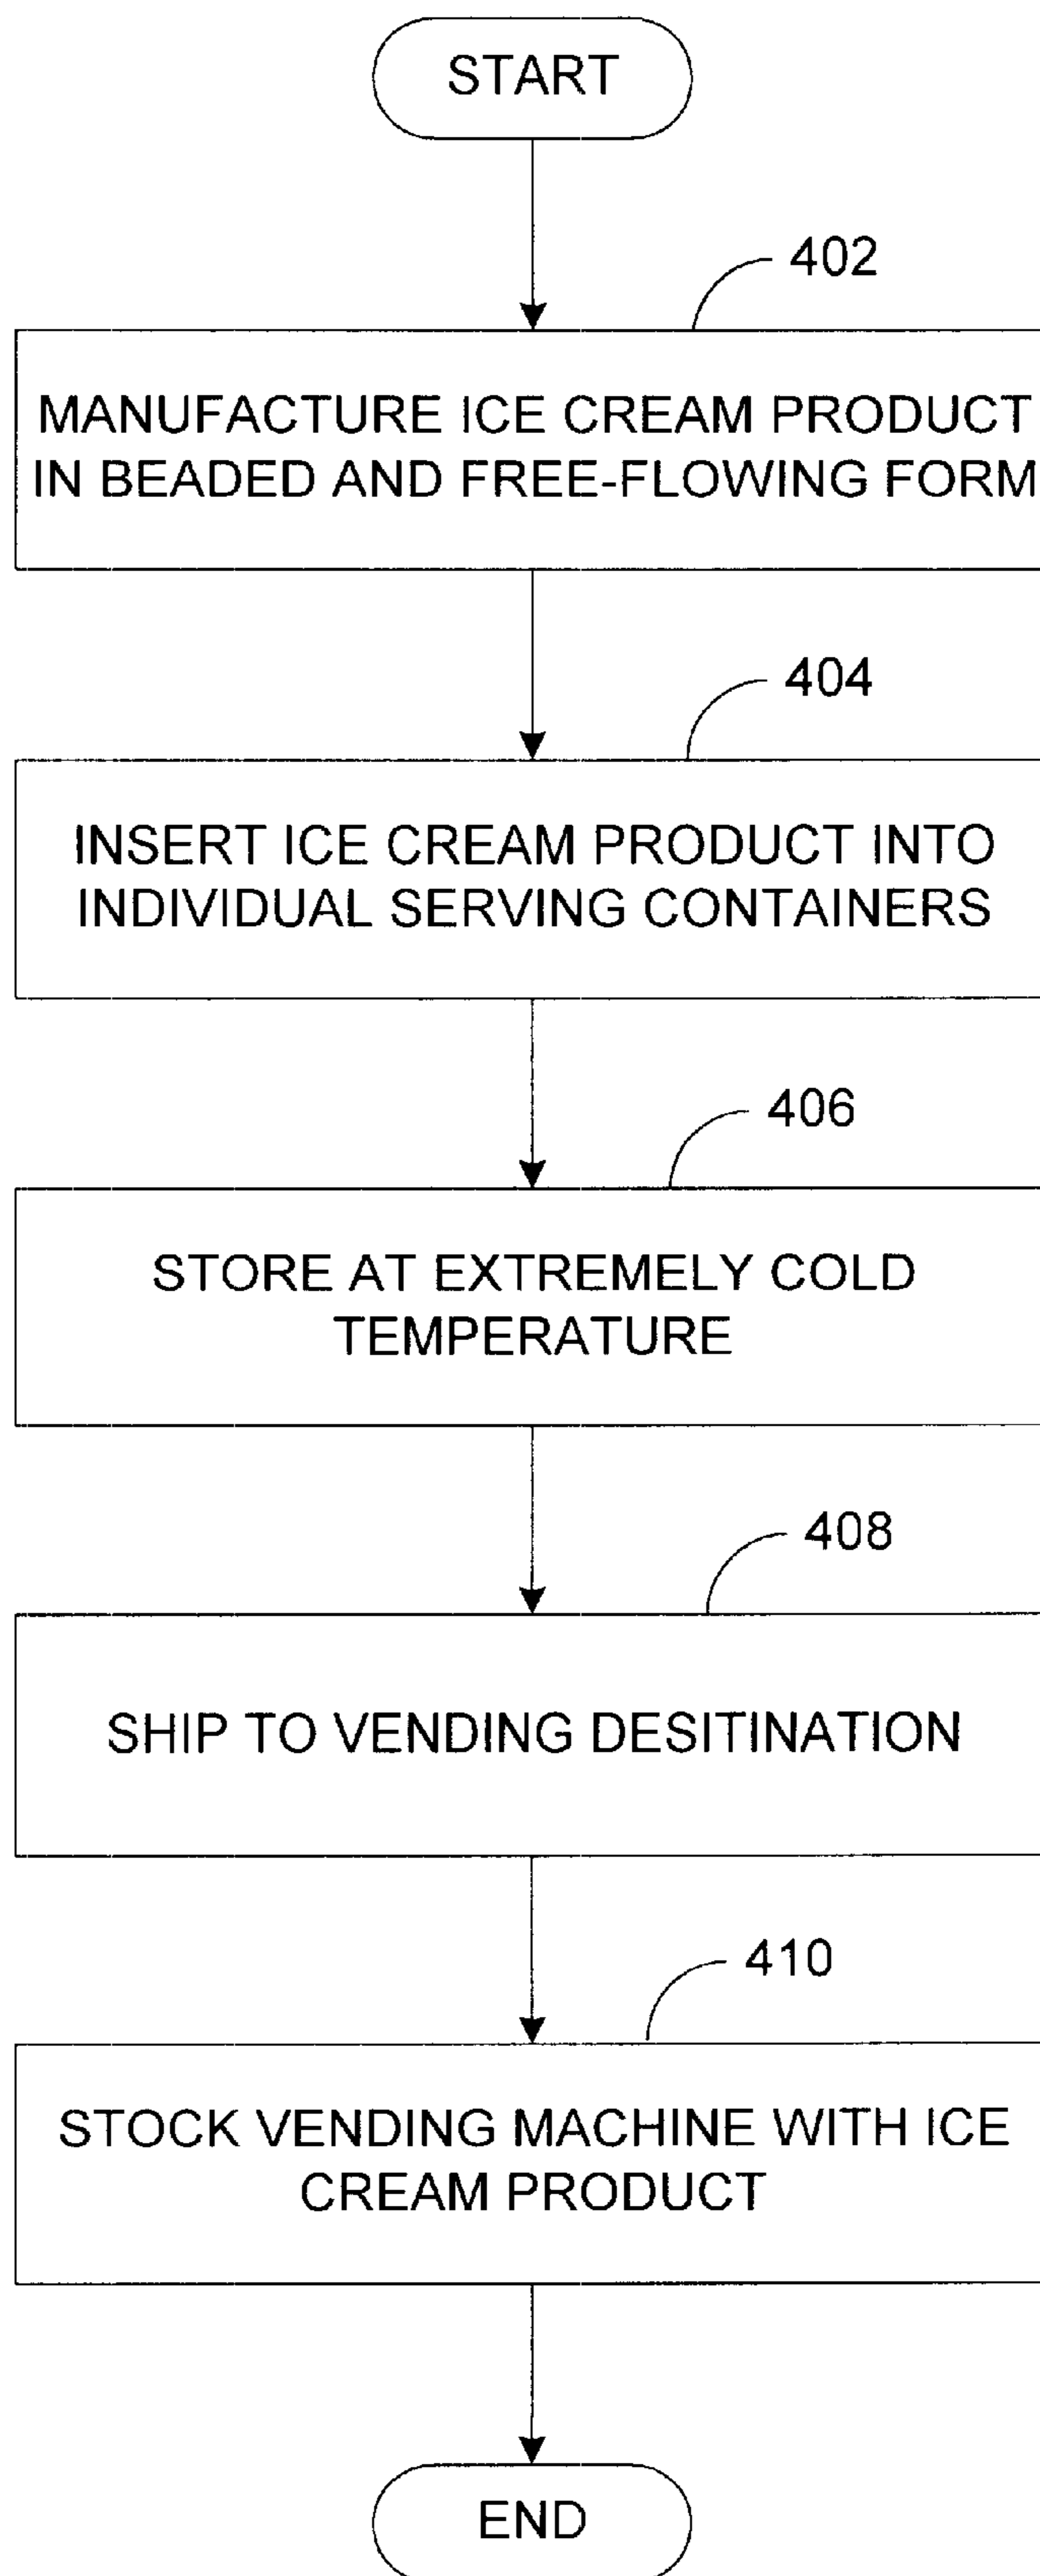 START
402
MANUFACTURE ICE CREAM PRODUCT
IN BEADED AND FREE-FLOWING FORM
404
INSERT ICE CREAM PRODUCT INTO
INDIVIDUAL SERVING CONTAINERS
406
STORE AT EXTREMELY COLD
TEMPERATURE
408
SHIP TO VENDING DESITINATION
410
STOCK VENDING MACHINE WITH ICE
CREAM PRODUCT
END